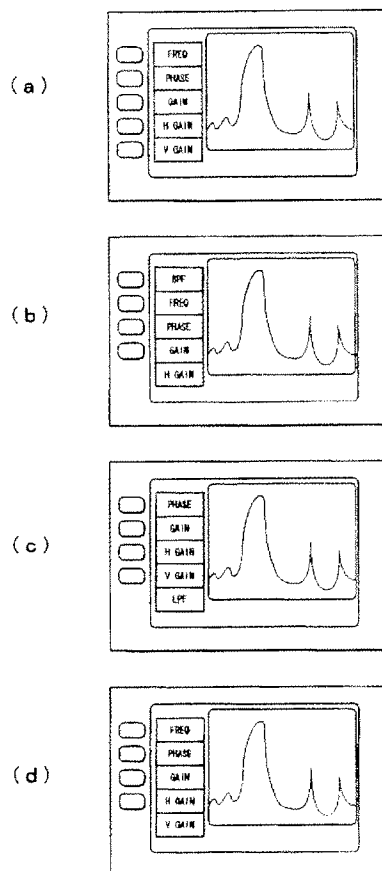 (a)
FREQ
PHASE
GAIN
H GAIN
V GAIN
(b)
HPF
FREQ
PHASE
GAIN
H GAIN
(c)
PHASE
GAIN
H GAIN
V GAIN
LPF
(d)
FREQ
PHASE
GAIN
H GAIN
V GAIN